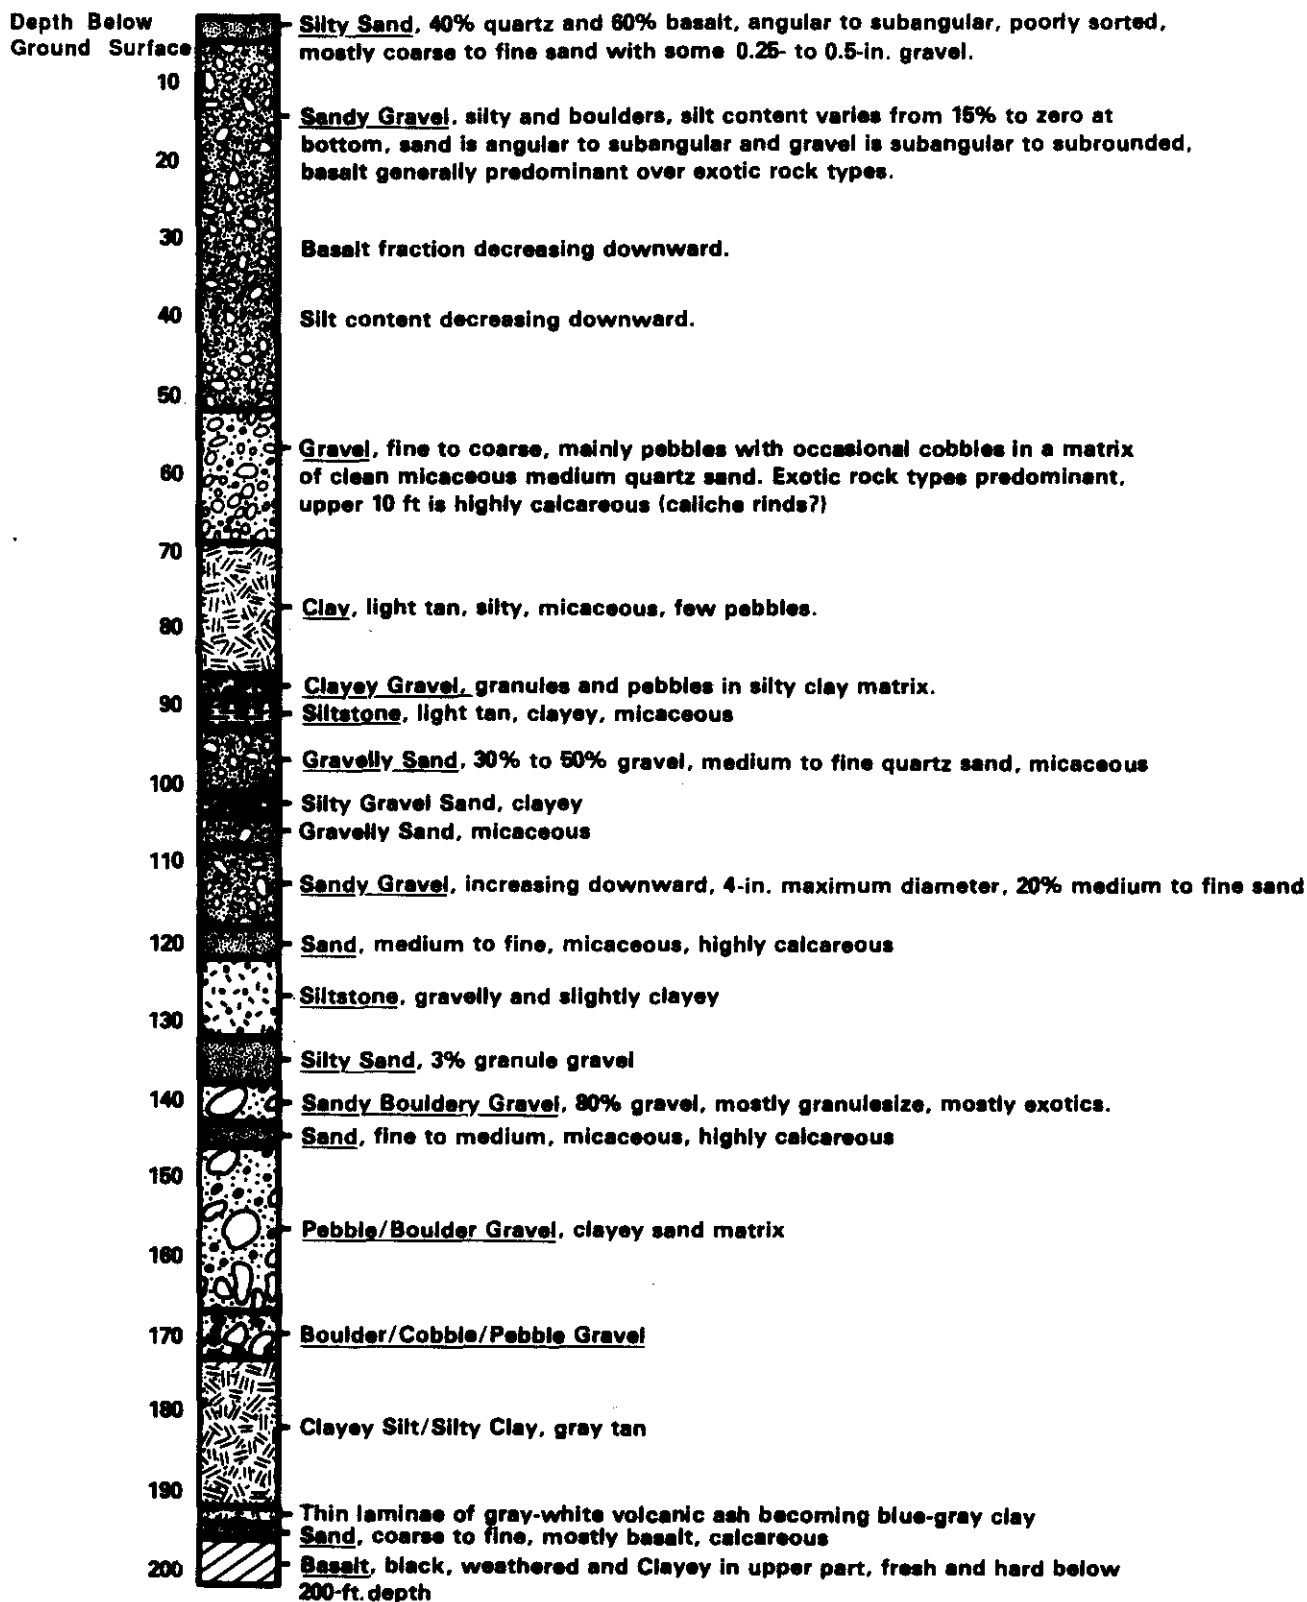 Depth Below
Ground Surface
Silty Sand, 40% quartz and 60% basalt, angular to subangular, poorly sorted,
mostly coarse to fine sand with some 0.25- to 0.5-in. gravel.
10
Sandy Gravel, silty and boulders, silt content varies from 15% to zero at
bottom, sand is angular to subangular and gravel is subangular to subrounded,
basalt generally predominant over exotic rock types.
20
30
Basalt fraction decreasing downward.
40
Silt content decreasing downward.
50
Gravel, fine to coarse, mainly pebbles with occasional cobbles in a matrix
of clean micaceous medium quartz sand. Exotic rock types predominant,
upper 10 ft is highly calcareous (caliche rinds?)
60
70
Clay, light tan, silty, micaceous, few pebbles.
80
Clayey Gravel, granules and pebbles in silty clay matrix.
90
Siltstone, light tan, clayey, micaceous
Gravelly Sand, 30% to 50% gravel, medium to fine quartz sand, micaceous
100
Silty Gravel Sand, clayey
Gravelly Sand, micaceous
110
Sandy Gravel, increasing downward, 4-in. maximum diameter, 20% medium to fine sand
120
Sand, medium to fine, micaceous, highly calcareous
Siltstone, gravelly and slightly clayey
130
Silty Sand, 3% granule gravel
140
Sandy Bouldery Gravel, 80% gravel, mostly granulesize, mostly exotics.
Sand, fine to medium, micaceous, highly calcareous
150
Pebble/Boulder Gravel, clayey sand matrix
160
170
Boulder/Cobble/Pebble Gravel
180
Clayey Silt/Silty Clay, gray tan
190
Thin laminae of gray-white volcanic ash becoming blue-gray clay
Sand, coarse to fine, mostly basalt, calcareous
200
Basalt, black, weathered and Clayey in upper part, fresh and hard below
200-ft. depth